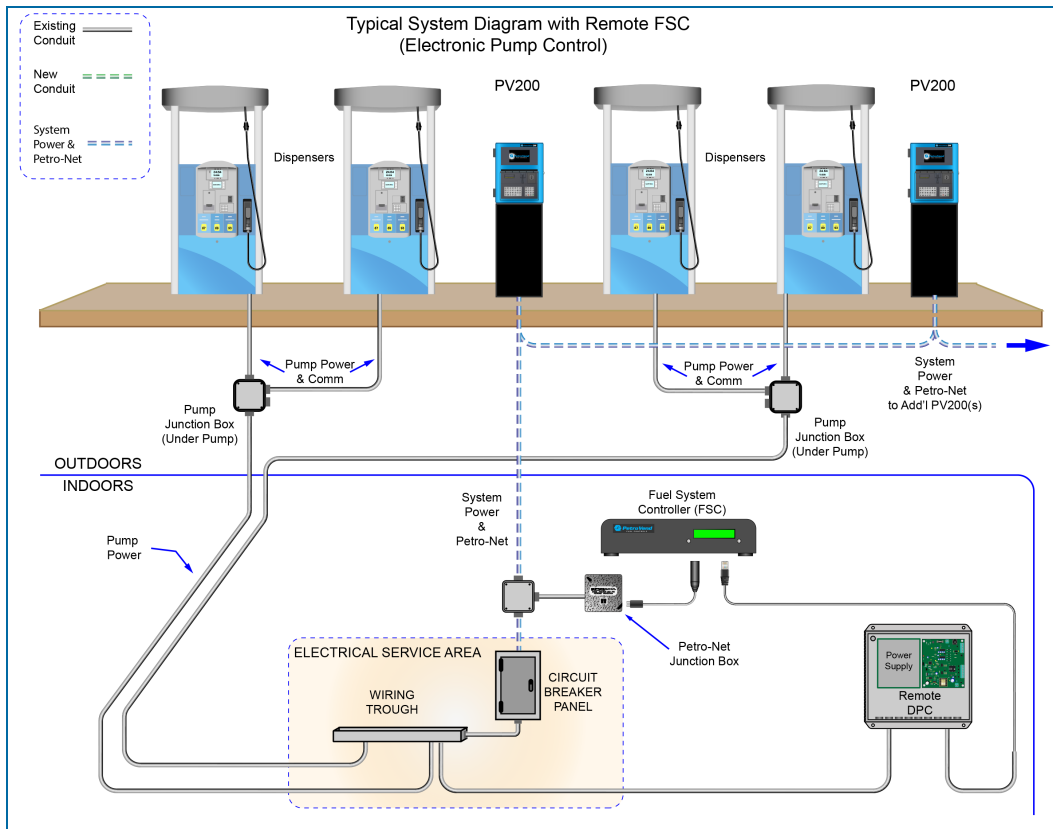 Typical System Diagram with Remote FSC
(Electronic Pump Control)
Existing
Conduit
New
Conduit
System
Power &
Petro-Net
PV200
PV200
Dispensers
Dispensers
Pump Power
& Comm
Pump Power
& Comm
System
Power
& Petro-Net
to Add'l PV200(s)
Pump
Junction Box
(Under Pump)
Pump
Junction Box
(Under Pump)
OUTDOORS
INDOORS
System
Power
&
Petro-Net
Fuel System
Controller (FSC)
PetroVend
Pump
Power
Petro-Net
Junction Box
ELECTRICAL SERVICE AREA
CIRCUIT
BREAKER
PANEL
WIRING
TROUGH
Power
Supply
Remote
DPC